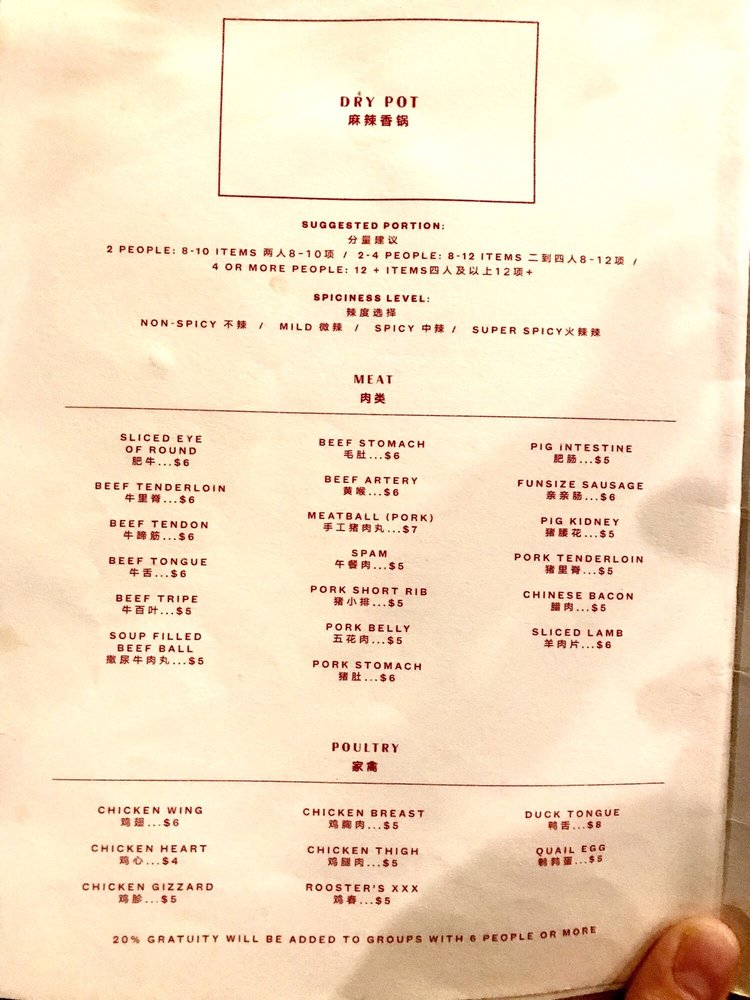 DRY POT
麻辣香锅
SUGGESTED PORTION:
分量建议
2 PEOPLE: 8-10 ITEMS 两人8-10项 / 2-4 PEOPLE: 8-12 ITEMS 二到四人8-12项 /
4 OR MORE PEOPLE: 12 + ITEMS四人及以上12项+
SPICINESS LEVEL:
辣度选择
NON-SPICY 不辣 / MILD 微辣 / SPICY 中辣 / SUPER SPICY火辣辣
MEAT
肉类
SLICED EYE
OF ROUND
肥牛...$6
BEEF TENDERLOIN
牛里脊...$6
BEEF TENDON
牛蹄筋...$6
BEEF TONGUE
牛舌...$6
BEEF TRIPE
牛百叶...$5
SOUP FILLED
BEEF BALL
撒尿牛肉丸...$5
BEEF STOMACH
毛肚...$6
BEEF ARTERY
黄喉...$6
MEATBALL (PORK)
手工猪肉丸...$7
SPAM
午餐肉...$5
PORK SHORT RIB
猪小排...$5
PORK BELLY
五花肉...$5
PORK STOMACH
猪肚...$6
PIG INTESTINE
肥肠...$5
FUNSIZE SAUSAGE
亲亲肠...$6
PIG KIDNEY
猪腰花...$5
PORK TENDERLOIN
猪里脊...$5
CHINESE BACON
腊肉...$5
SLICED LAMB
羊肉片...$6
POULTRY
家禽
CHICKEN WING
鸡翅...$6
CHICKEN HEART
鸡心...$4
CHICKEN GIZZARD
鸡胗...$5
CHICKEN BREAST
鸡胸肉...$5
CHICKEN THIGH
鸡腿肉...$5
ROOSTER'S XXX
鸡春...$5
DUCK TONGUE
鸭舌...$8
QUAIL EGG
鹌鹑蛋...$5
20% GRATUITY WILL BE ADDED TO GROUPS WITH 6 PEOPLE OR MORE